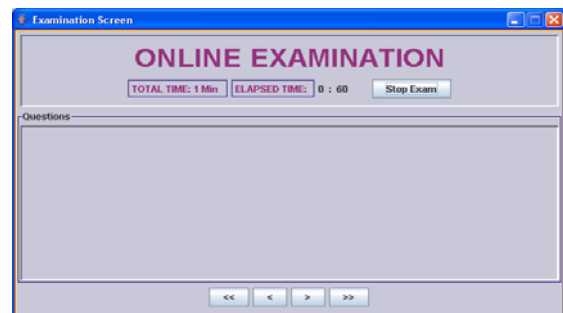 Examination Screen
ONLINE EXAMINATION
TOTAL TIME: 1 Min ELAPSED TIME: 0 : 60 Stop Exam
Questions
<< < > >>